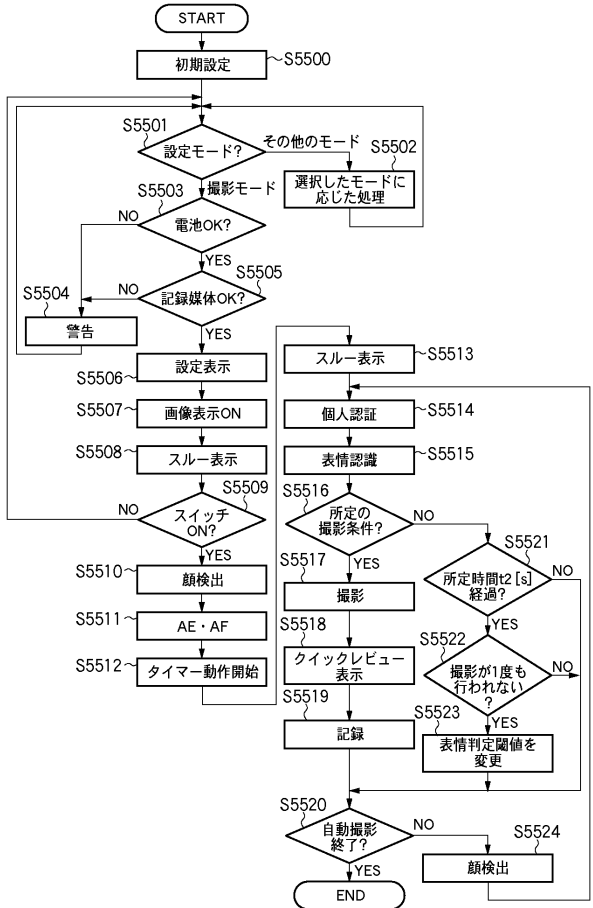 START
初期設定
S5500
S5501
設定モード?
その他のモード
S5502
選択したモードに
応じた処理
撮影モード
S5503
NO
電池OK?
YES
S5505
NO
記録媒体OK?
S5504
警告
YES
設定表示
S5506
画像表示ON
S5507
スルー表示
S5508
S5509
NO
スイッチ
ON?
YES
顔検出
S5510
AE・AF
S5511
タイマー動作開始
S5512
スルー表示
S5513
個人認証
S5514
表情認識
S5515
S5516
所定の
撮影条件?
NO
YES
S5517
撮影
S5518
クイックレビュー
表示
S5519
記録
S5521
所定時間t2[s]
経過?
NO
YES
S5522
撮影が1度も
行われない
?
NO
YES
S5523
表情判定閾値を
変更
S5520
自動撮影
終了?
NO
S5524
顔検出
YES
END